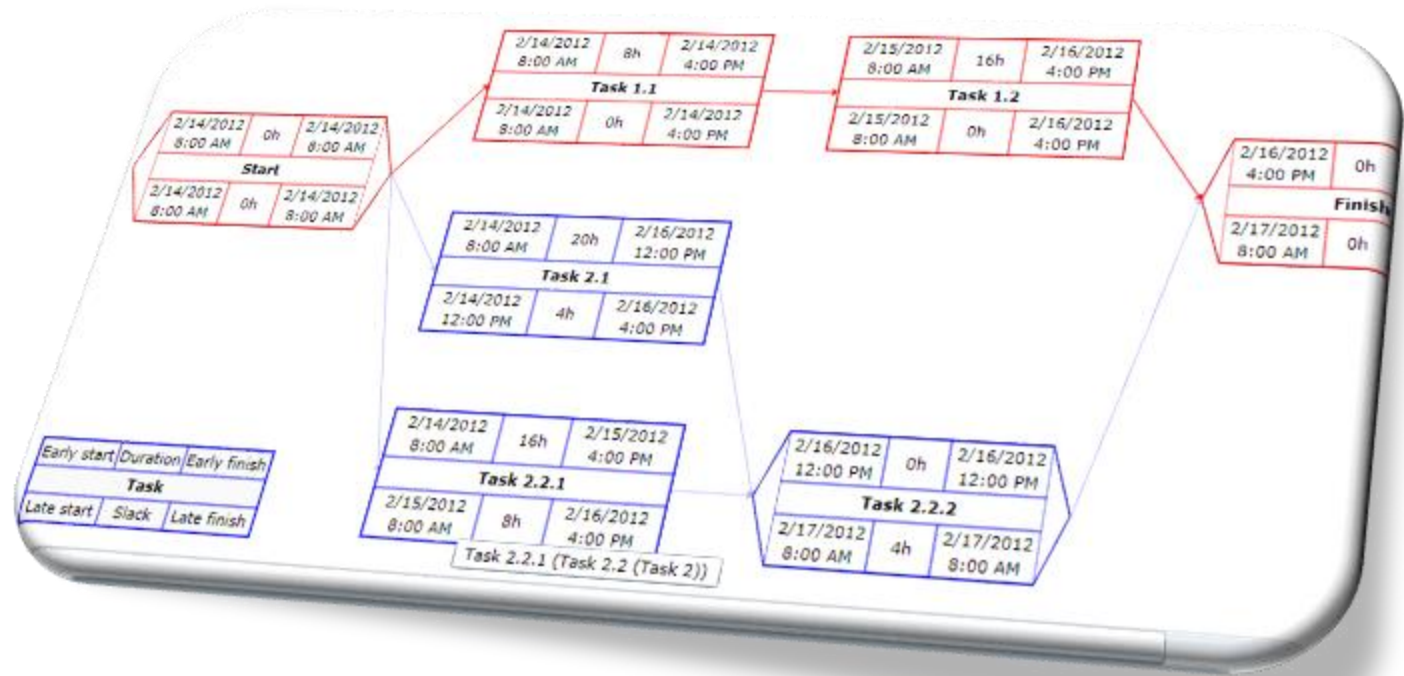 2/14/2012 8h 2/14/2012
8:00 AM 4:00 PM
Task 1.1
2/14/2012 0h 2/14/2012
8:00 AM 4:00 PM
2/15/2012 16h 2/16/2012
8:00 AM 4:00 PM
Task 1.2
2/15/2012 0h 2/16/2012
8:00 AM 4:00 PM
2/14/2012 0h 2/14/2012
8:00 AM 8:00 AM
Start
2/14/2012 0h 2/14/2012
8:00 AM 8:00 AM
2/16/2012 0h
4:00 PM
Finish
2/17/2012 0h
8:00 AM
2/14/2012 20h 2/16/2012
8:00 AM 12:00 PM
Task 2.1
2/14/2012 4h 2/16/2012
12:00 PM 4:00 PM
2/14/2012 16h 2/15/2012
8:00 AM 4:00 PM
Task 2.2.1
2/15/2012 8h 2/16/2012
8:00 AM 4:00 PM
Task 2.2.1 (Task 2.2 (Task 2))
2/16/2012 0h 2/16/2012
12:00 PM 12:00 PM
Task 2.2.2
2/17/2012 4h 2/17/2012
8:00 AM 8:00 AM
Early start Duration Early finish
Task
Late start Slack Late finish